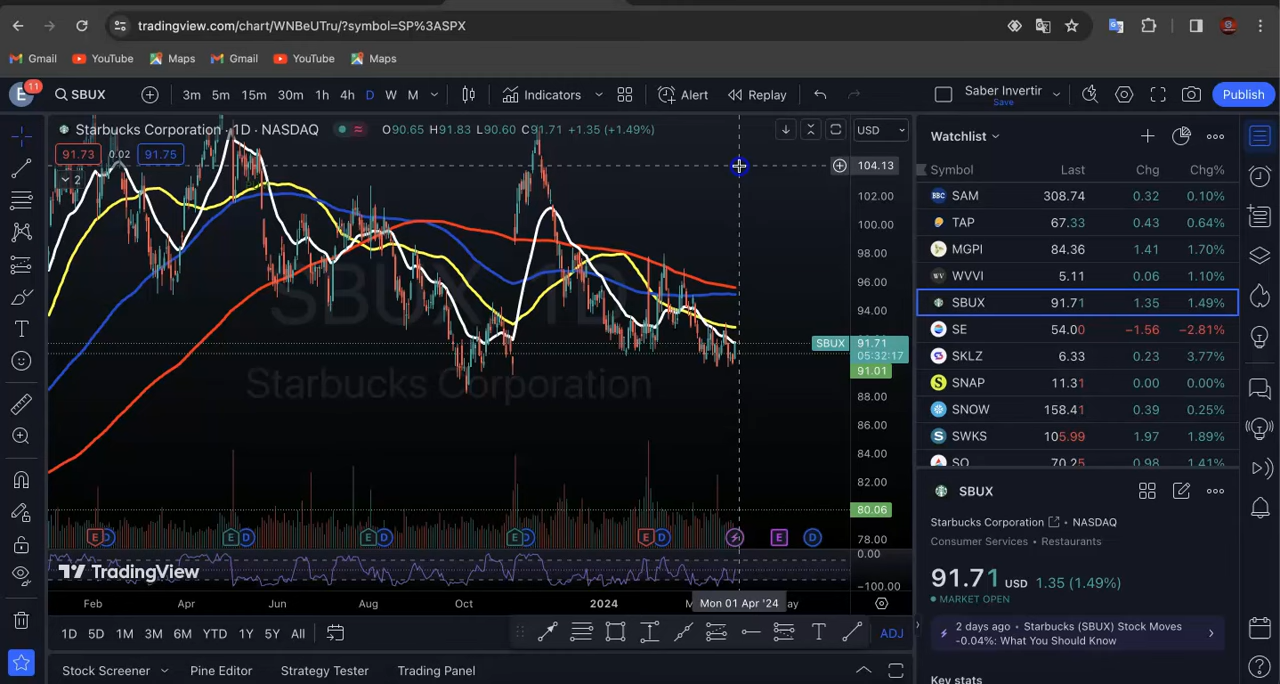 tradingview.com/chart/WNBeUTru/?symbol=SP%3ASPX
Gmail YouTube Maps Gmail YouTube Maps
E 11 SBUX 3m 5m 15m 30m 1h 4h D W M Indicators Alert Replay Saber Invertir Save Publish
Starbucks Corporation · 1D · NASDAQ O90.65 H91.83 L90.60 C91.71 +1.35 (+1.49%) USD
91.73 0.02 91.75
2
104.13
102.00
100.00
98.00
96.00
94.00
SBUX 91.71
05:32:17
91.01
88.00
86.00
84.00
82.00
80.06
78.00
0.00
−100.00
SBUX, 1D
Starbucks Corporation
E D E D E D E D E D E D
TradingView
Feb Apr Jun Aug Oct 2024 Mon 01 Apr '24 ay
1D 5D 1M 3M 6M YTD 1Y 5Y All ADJ
Stock Screener Pine Editor Strategy Tester Trading Panel
Watchlist
Symbol Last Chg Chg%
SAM 308.74 0.32 0.10%
TAP 67.33 0.43 0.64%
MGPI 84.36 1.41 1.70%
WVVI 5.11 0.06 1.10%
SBUX 91.71 1.35 1.49%
SE 54.00 −1.56 −2.81%
SKLZ 6.33 0.23 3.77%
SNAP 11.31 0.00 0.00%
SNOW 158.41 0.39 0.25%
SWKS 105.99 1.97 1.89%
SO 70.25 0.98 1.41%
SBUX
Starbucks Corporation • NASDAQ
Consumer Services • Restaurants
91.71 USD 1.35 (1.49%)
MARKET OPEN
2 days ago • Starbucks (SBUX) Stock Moves
-0.04%: What You Should Know
Key stats